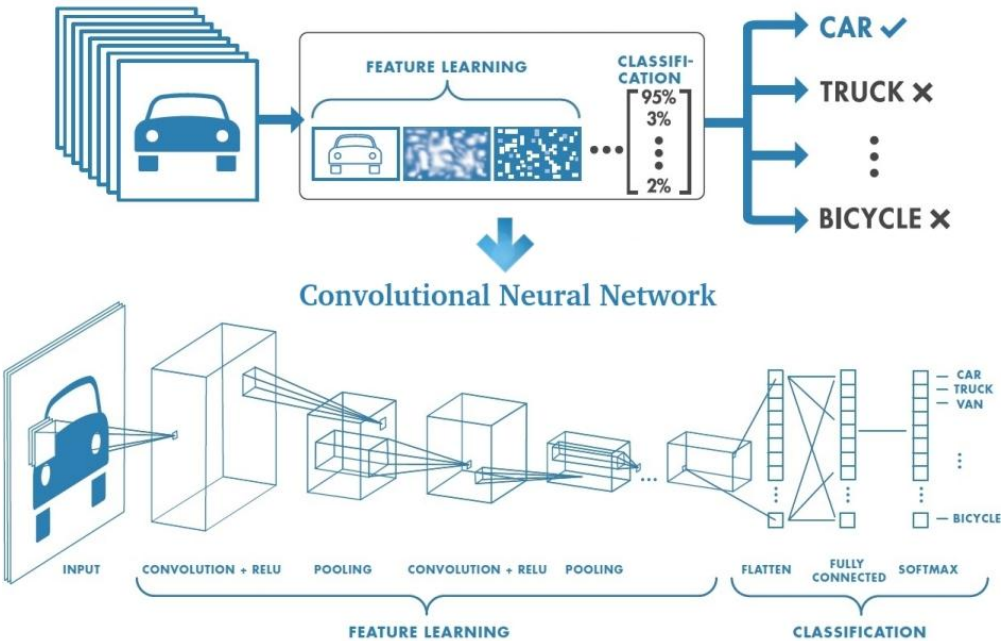 FEATURE LEARNING
CLASSIFI-
CATION
95%
3%
2%
CAR
TRUCK
BICYCLE
Convolutional Neural Network
CAR
TRUCK
VAN
BICYCLE
INPUT
CONVOLUTION + RELU
POOLING
CONVOLUTION + RELU
POOLING
FLATTEN
FULLY
CONNECTED
SOFTMAX
FEATURE LEARNING
CLASSIFICATION